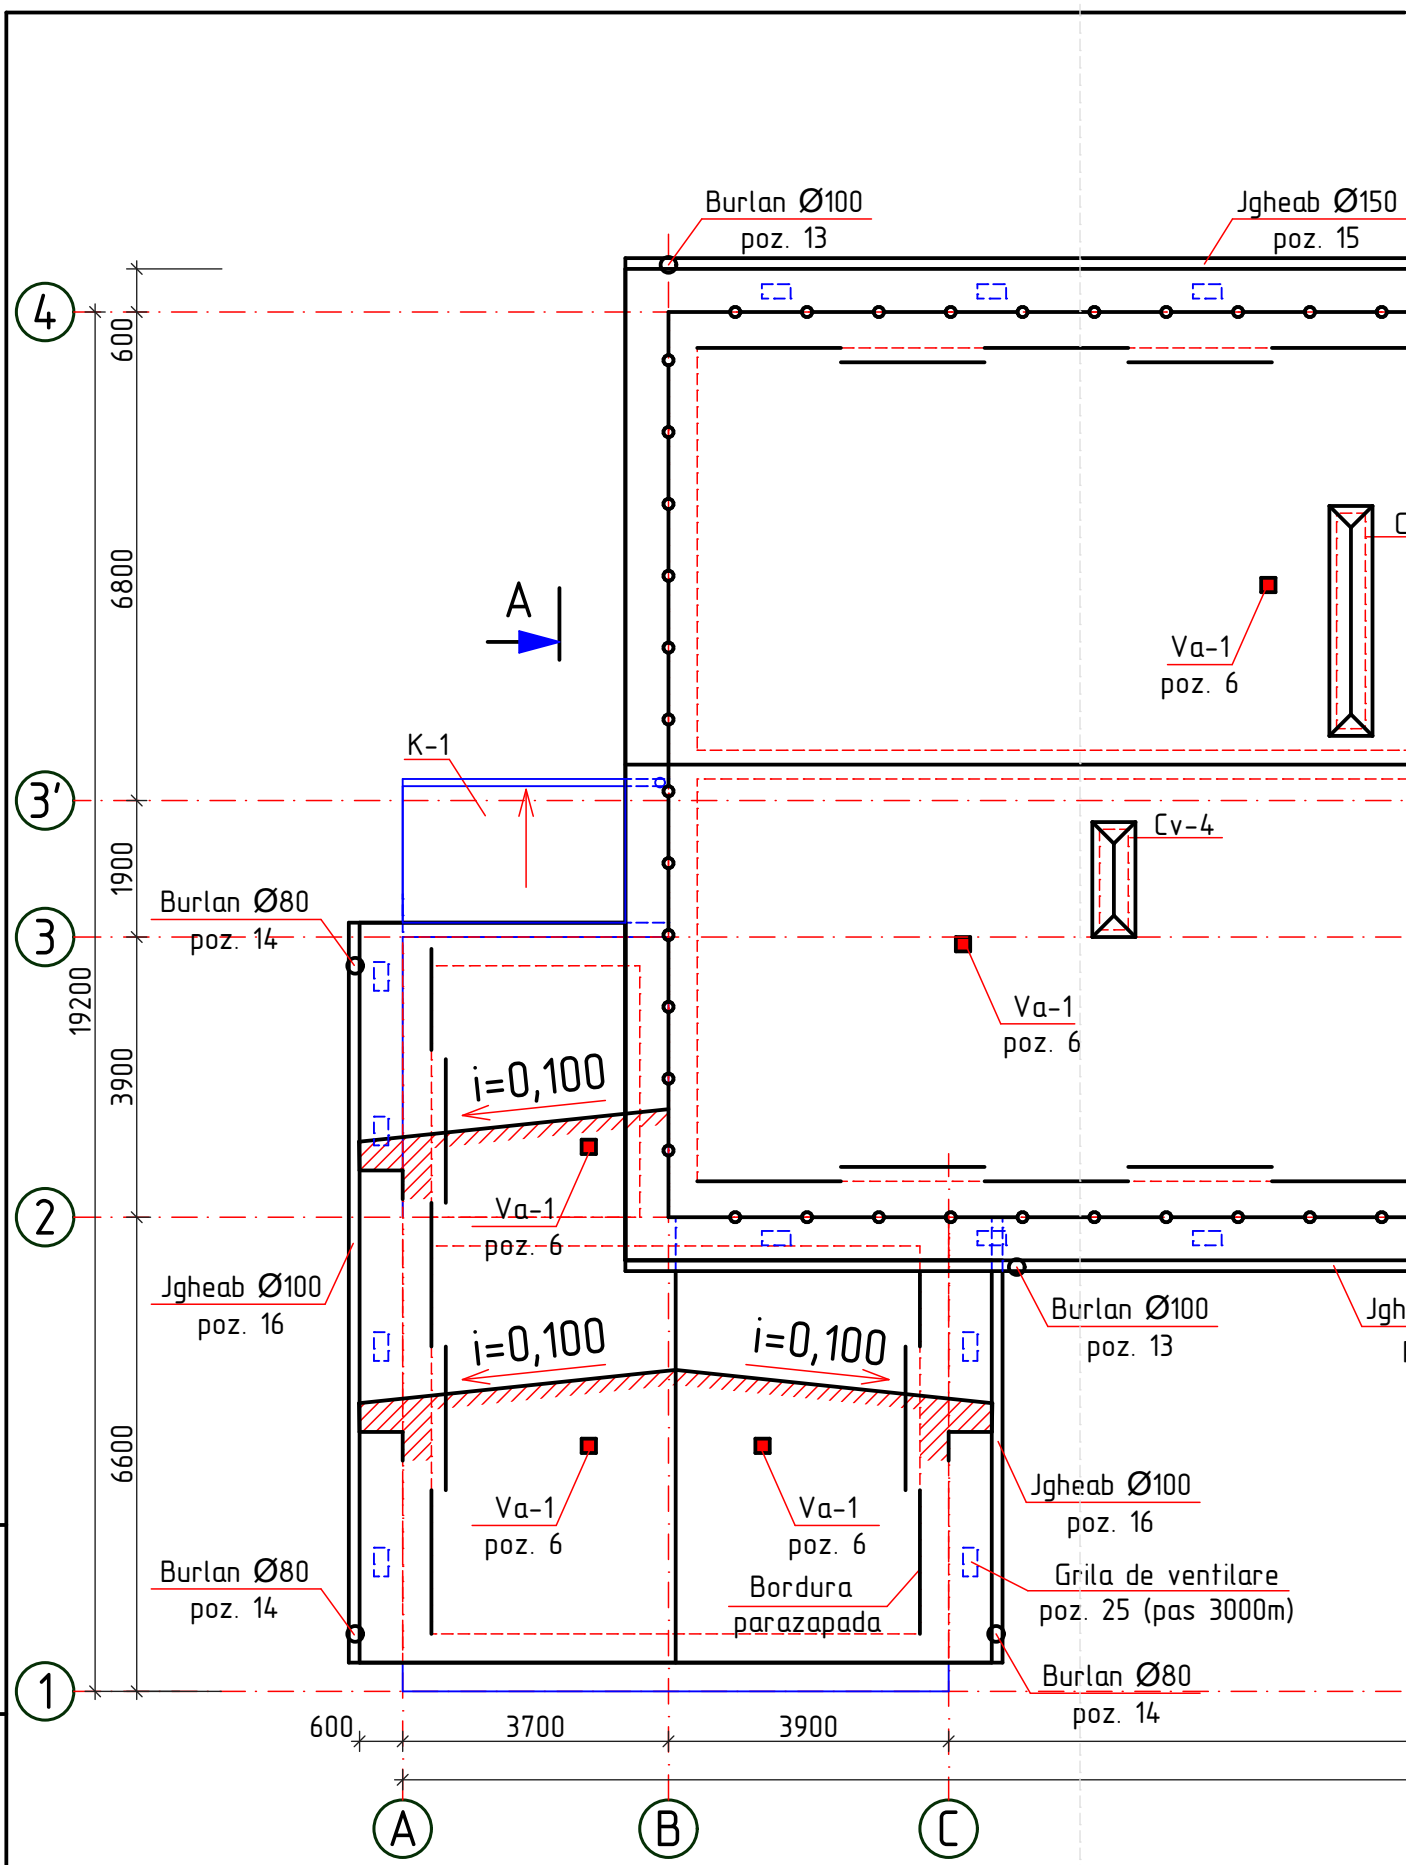 Burlan Ø100
poz. 13
Jgheab Ø150
poz. 15
4
600
6800
A
C
Va-1
poz. 6
K-1
3'
1900
Cv-4
Burlan Ø80
poz. 14
3
19200
Va-1
poz. 6
3900
i=0,100
Va-1
poz. 6
2
Jgheab Ø100
poz. 16
Burlan Ø100
poz. 13
Jgh
i=0,100
i=0,100
6600
Va-1
poz. 6
Va-1
poz. 6
Jgheab Ø100
poz. 16
Burlan Ø80
poz. 14
Bordura
parazapada
Grila de ventilare
poz. 25 (pas 3000m)
Burlan Ø80
poz. 14
1
600
3700
3900
A
B
C